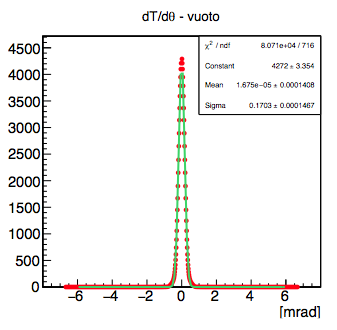 dT/dθ - vuoto
χ² / ndf 8.071e+04 / 716
Constant 4272 ± 3.354
Mean 1.675e−05 ± 0.0001408
Sigma 0.1703 ± 0.0001467
4500
4000
3500
3000
2500
2000
1500
1000
500
0
−6 −4 −2 0 2 4 6
[mrad]